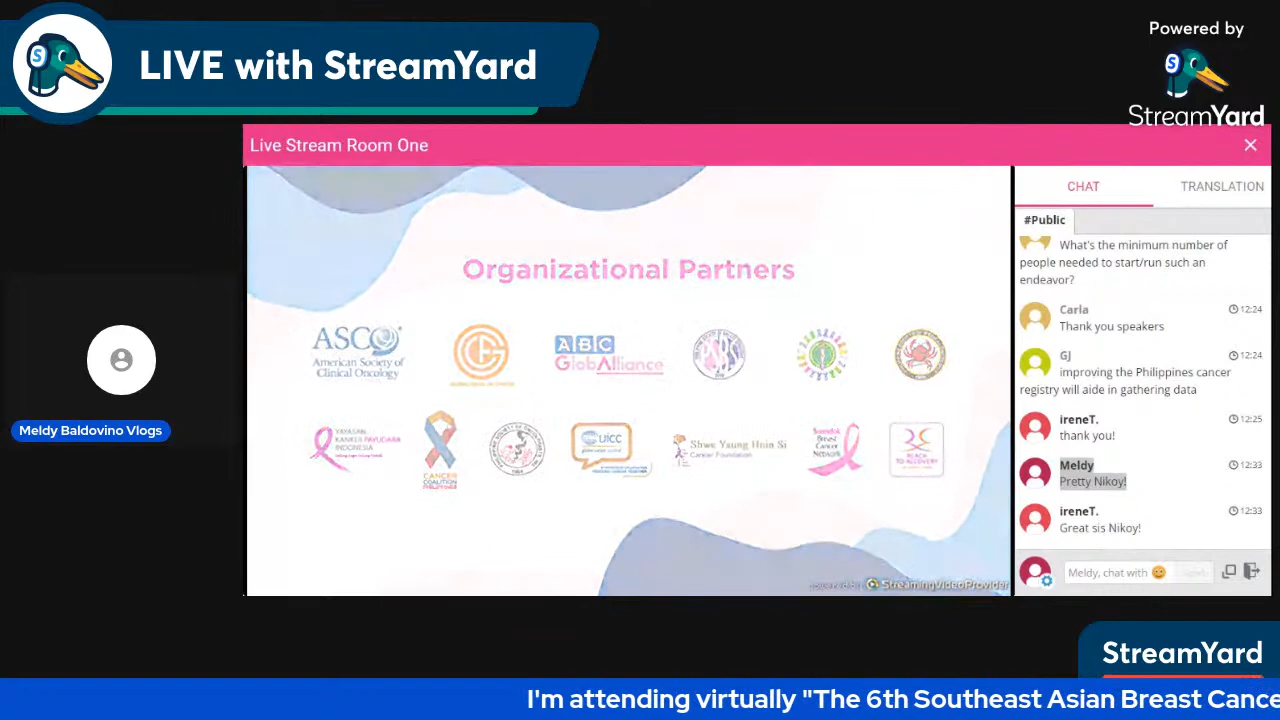 LIVE with StreamYard
Powered by
StreamYard
Live Stream Room One
CHAT
TRANSLATION
#Public
What's the minimum number of
people needed to start/run such an
endeavor?
Carla
12:24
Thank you speakers
GJ
12:24
improving the Philippines cancer
registry will aide in gathering data
ireneT.
12:25
thank you!
Meldy
12:33
Pretty Nikoy!
ireneT.
12:33
Great sis Nikoy!
Meldy, chat with
Organizational Partners
ASCO
American Society of
Clinical Oncology
ABC
GlobAlliance
YAYASAN
KANKER PAYUDARA
INDONESIA
CANCER
COALITION
PHILIPPINES
UICC
Shwe Yaung Hnin Si
Cancer Foundation
Breast Cancer
Network
REACH
TO RECOVERY
powered by StreamingVideoProvider
Meldy Baldovino Vlogs
StreamYard
I'm attending virtually "The 6th Southeast Asian Breast Cance